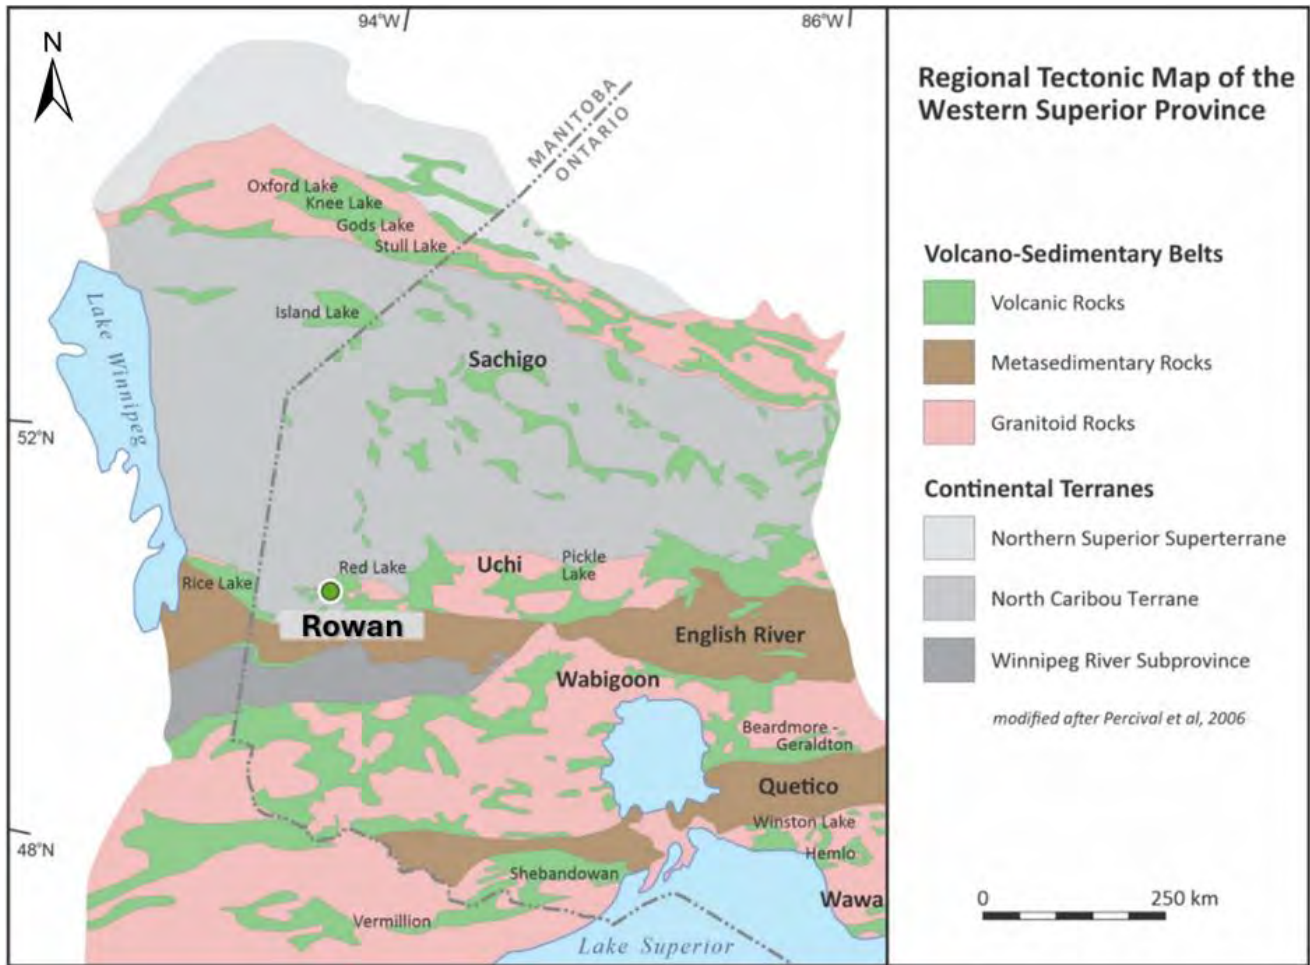 94°W
86°W
N
MANITOBA
ONTARIO
Oxford Lake
Knee Lake
Gods Lake
Stull Lake
Island Lake
Lake Winnipeg
Sachigo
52°N
Red Lake
Rice Lake
Uchi
Pickle
Lake
Rowan
English River
Wabigoon
Beardmore -
Geraldton
Quetico
Winston Lake
Hemlo
48°N
Shebandowan
Wawa
Vermillion
Lake Superior
Regional Tectonic Map of the
Western Superior Province
Volcano-Sedimentary Belts
Volcanic Rocks
Metasedimentary Rocks
Granitoid Rocks
Continental Terranes
Northern Superior Superterrane
North Caribou Terrane
Winnipeg River Subprovince
modified after Percival et al, 2006
0 250 km